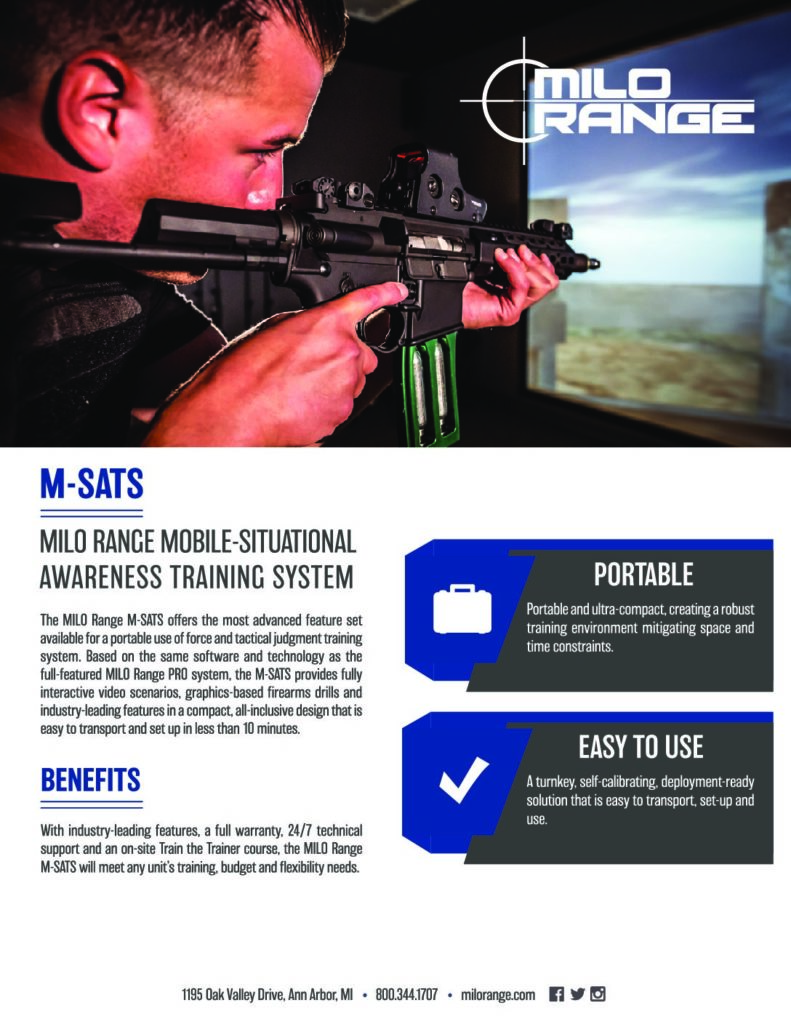 MILO
RANGE
M-SATS
MILO RANGE MOBILE-SITUATIONAL
AWARENESS TRAINING SYSTEM
The MILO Range M-SATS offers the most advanced feature set
available for a portable use of force and tactical judgment training
system. Based on the same software and technology as the
full-featured MILO Range PRO system, the M-SATS provides fully
interactive video scenarios, graphics-based firearms drills and
industry-leading features in a compact, all-inclusive design that is
easy to transport and set up in less than 10 minutes.
BENEFITS
With industry-leading features, a full warranty, 24/7 technical
support and an on-site Train the Trainer course, the MILO Range
M-SATS will meet any unit's training, budget and flexibility needs.
PORTABLE
Portable and ultra-compact, creating a robust
training environment mitigating space and
time constraints.
EASY TO USE
A turnkey, self-calibrating, deployment-ready
solution that is easy to transport, set-up and
use.
1195 Oak Valley Drive, Ann Arbor, MI • 800.344.1707 • milorange.com